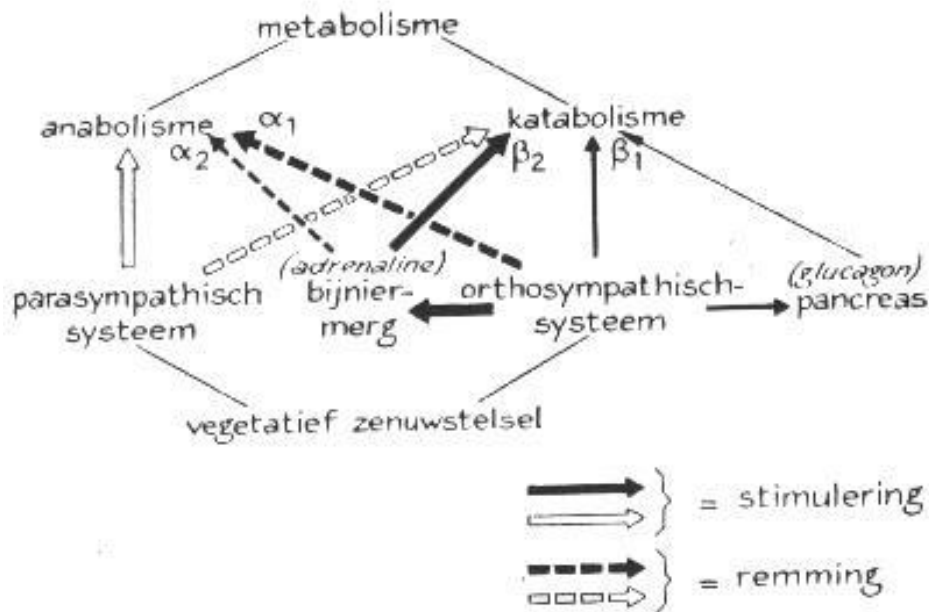 metabolisme
anabolisme
α1
α2
katabolisme
β2
β1
(adrenaline)
bijnier-
merg
parasympathisch
systeem
orthosympathisch-
systeem
(glucagon)
pancreas
vegetatief zenuwstelsel
= stimulering
= remming